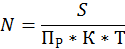 N = S / (Пр * К * Т)